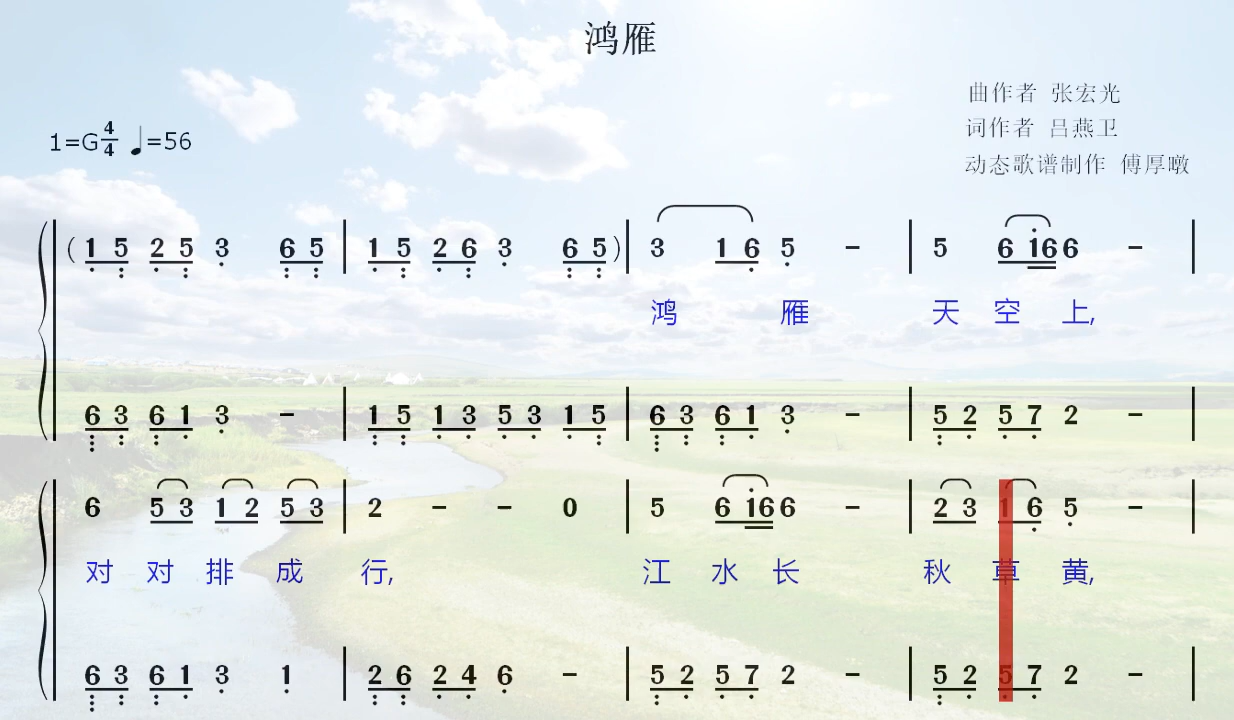 鸿雁
曲作者 张宏光
词作者 吕燕卫
动态歌谱制作 傅厚暾
1=G 4/4 ♩=56
(1 5 2 5 3 6 5 | 1 5 2 6 3 6 5)| 3 1 6 5 － | 5 6 i6 6 － |
鸿 雁 天 空 上,
6 3 6 1 3 － | 1 5 1 3 5 3 1 5 | 6 3 6 1 3 － | 5 2 5 7 2 － |
6 5 3 1 2 5 3 | 2 － － 0 | 5 6 i6 6 － | 2 3 1 6 5 － |
对 对 排 成 行, 江 水 长 秋 草 黄,
6 3 6 1 3 1 | 2 6 2 4 6 － | 5 2 5 7 2 － | 5 2 5 7 2 － |